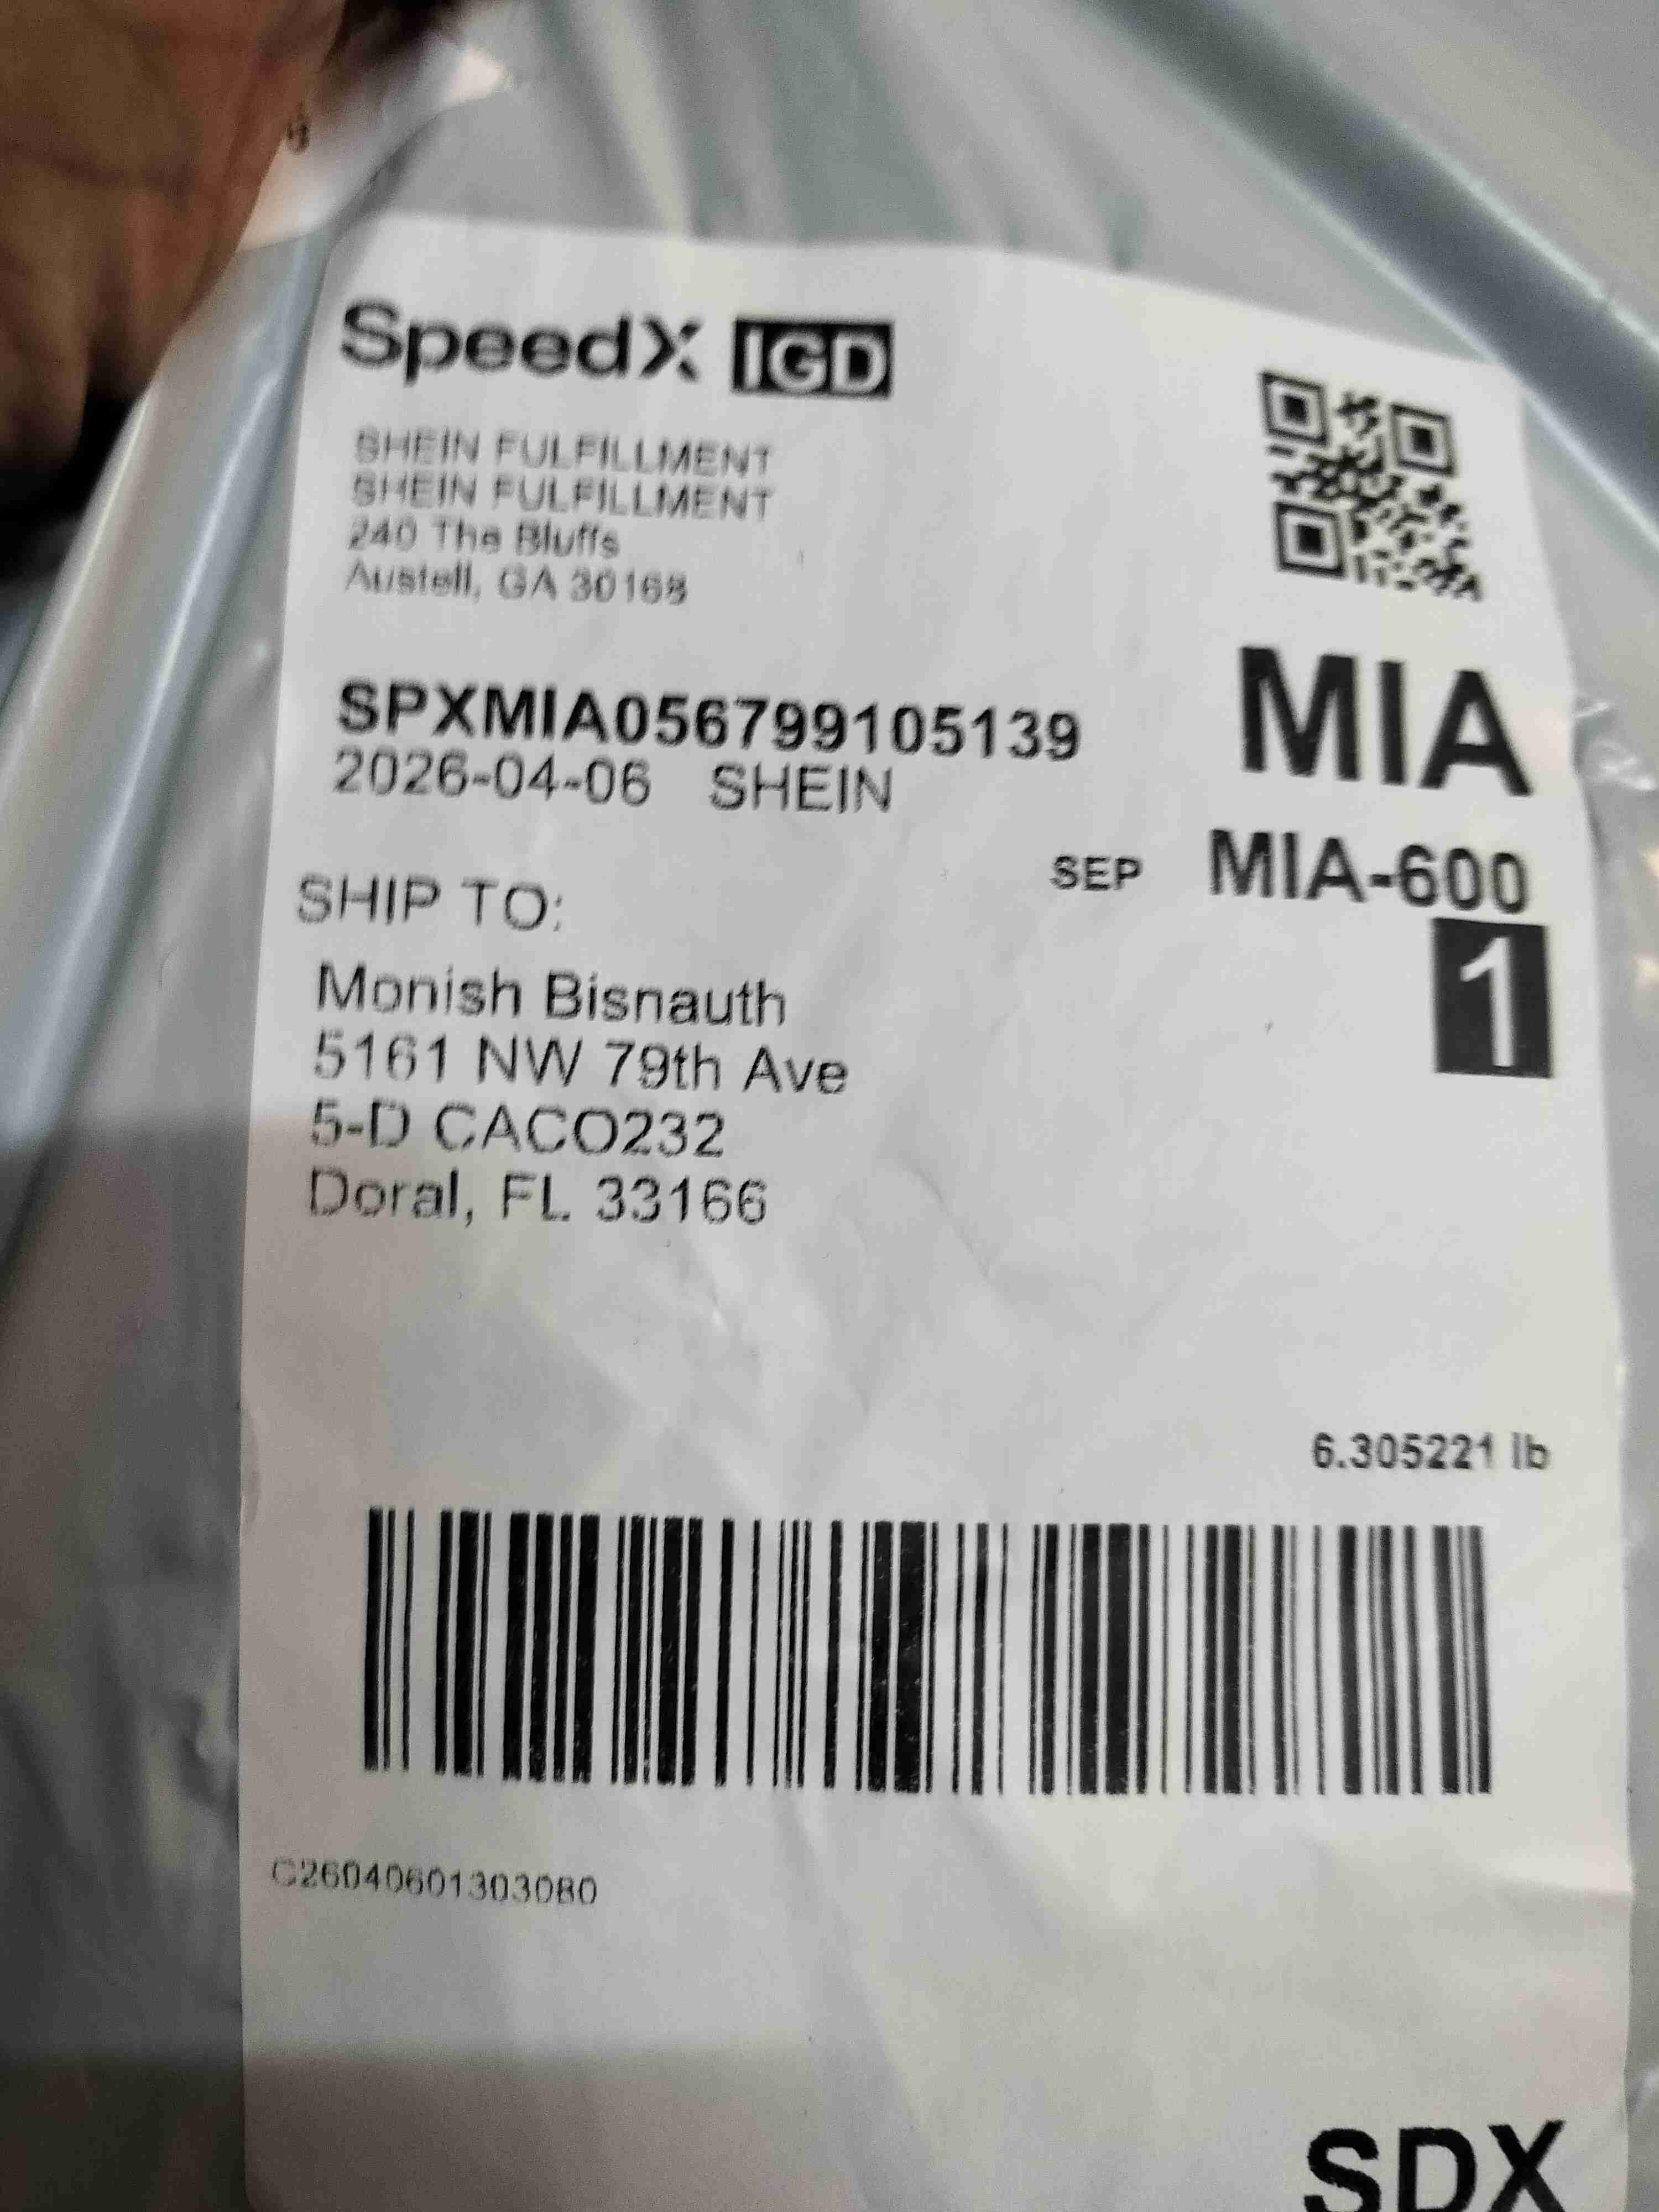 SpeedX IGD
SHEIN FULFILLMENT
SHEIN FULFILLMENT
240 The Bluffs
Austell, GA 30168
SPXMIA056799105139
2026-04-06 SHEIN
MIA
SEP MIA-600
1
SHIP TO:
Monish Bisnauth
5161 NW 79th Ave
5-D CACO232
Doral, FL 33166
6.305221 lb
C26040601303080
SDX